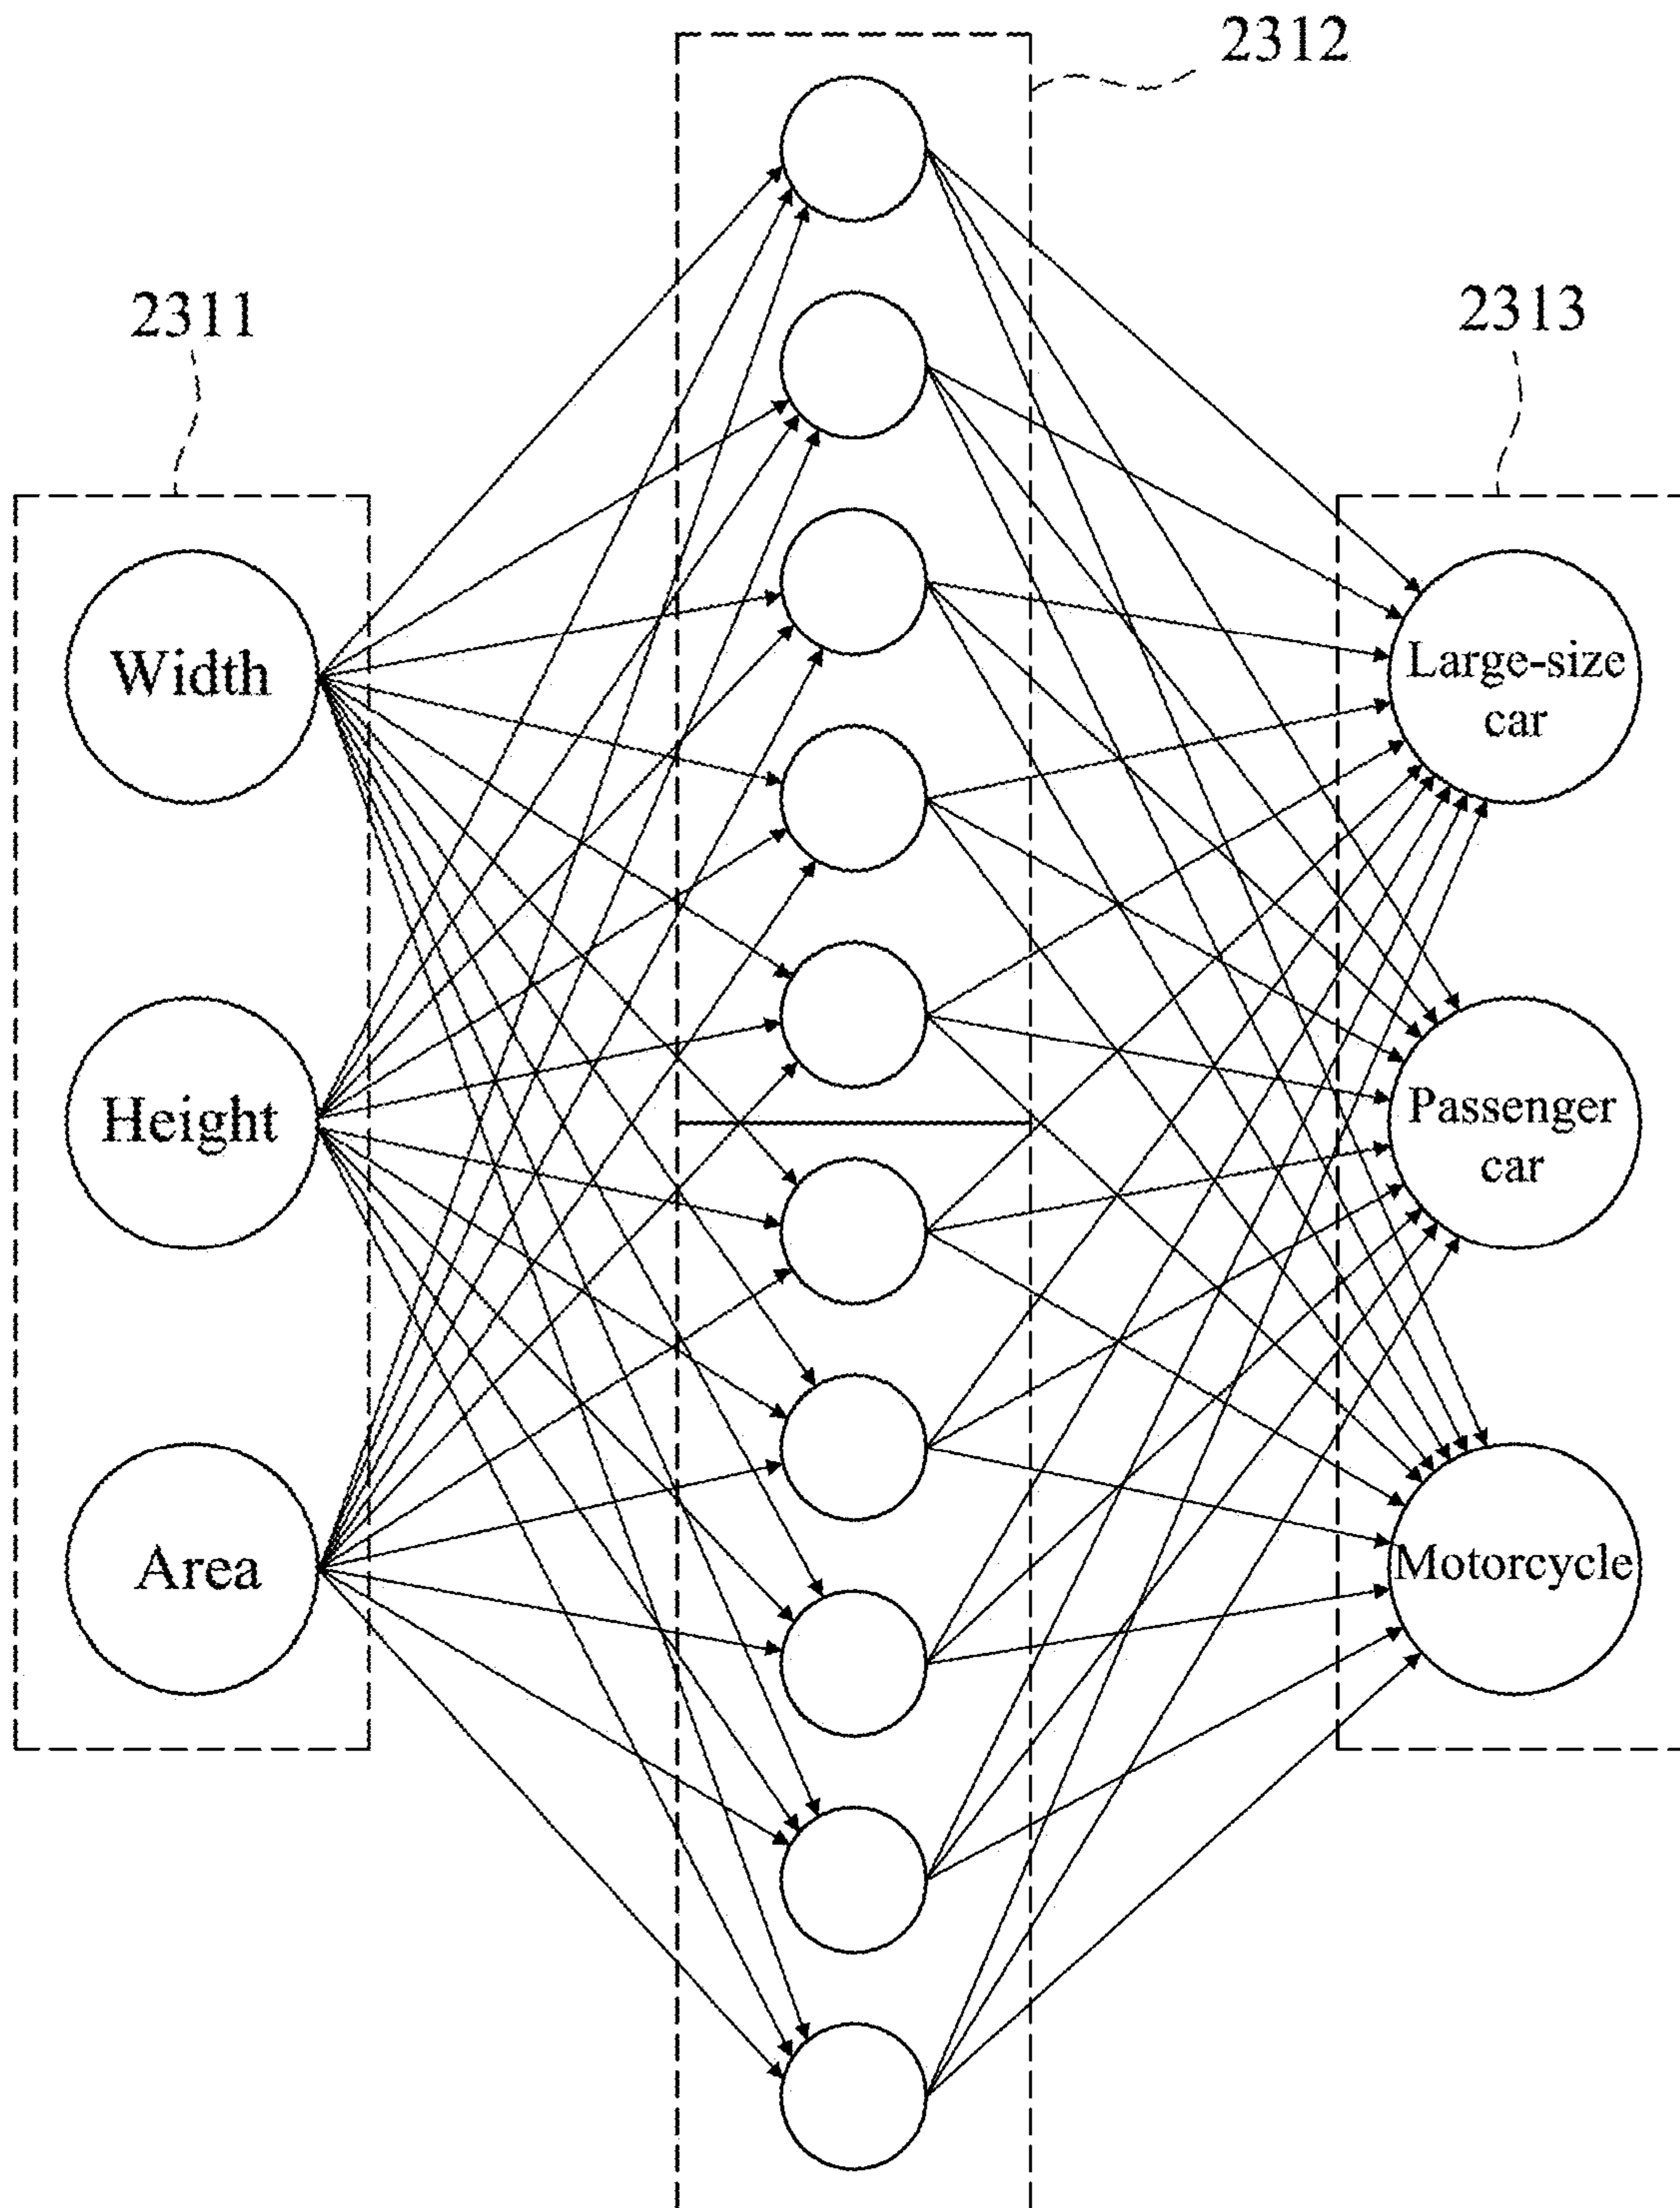 2312
2311
2313
Width
Height
Area
Large-size
car
Passenger
car
Motorcycle